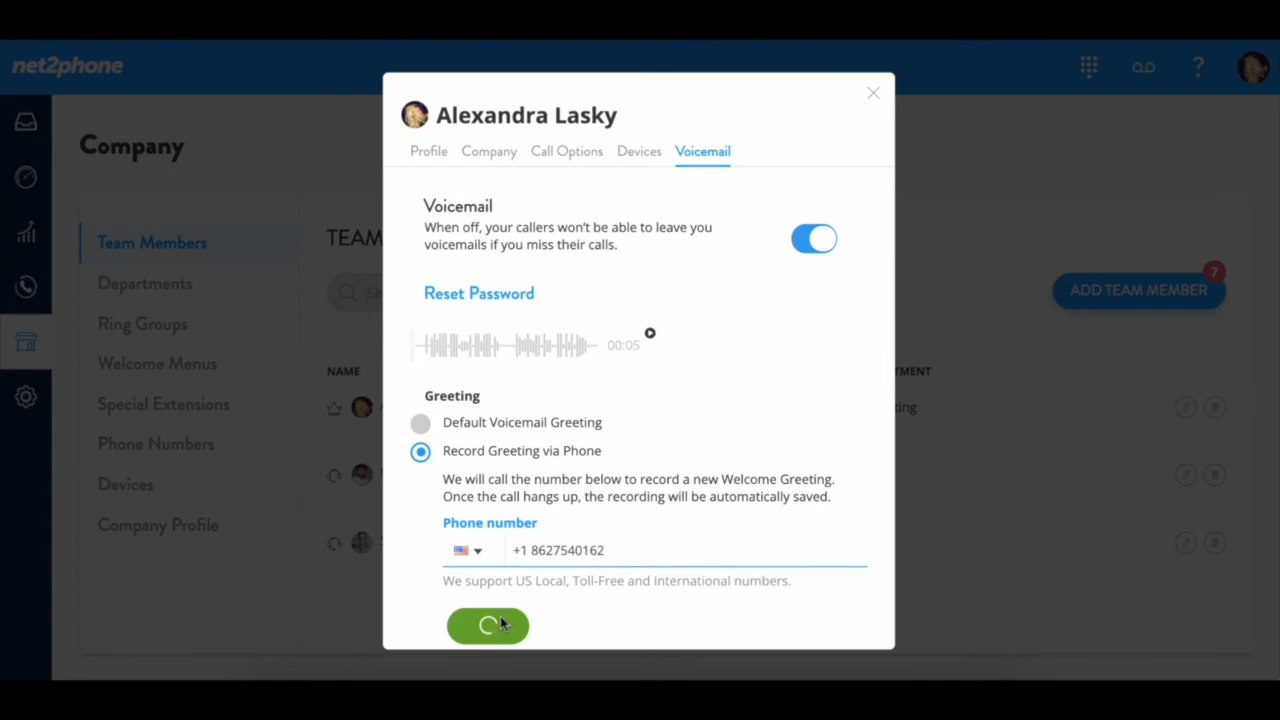 net2phone
?
Company
Team Members
Departments
Ring Groups
Welcome Menus
Special Extensions
Phone Numbers
Devices
Company Profile
TEAM
ADD TEAM MEMBER
7
NAME
Alexandra Lasky
Profile Company Call Options Devices Voicemail
Voicemail
When off, your callers won't be able to leave you
voicemails if you miss their calls.
Reset Password
00:05
Greeting
Default Voicemail Greeting
Record Greeting via Phone
We will call the number below to record a new Welcome Greeting.
Once the call hangs up, the recording will be automatically saved.
Phone number
+1 8627540162
We support US Local, Toll-Free and International numbers.